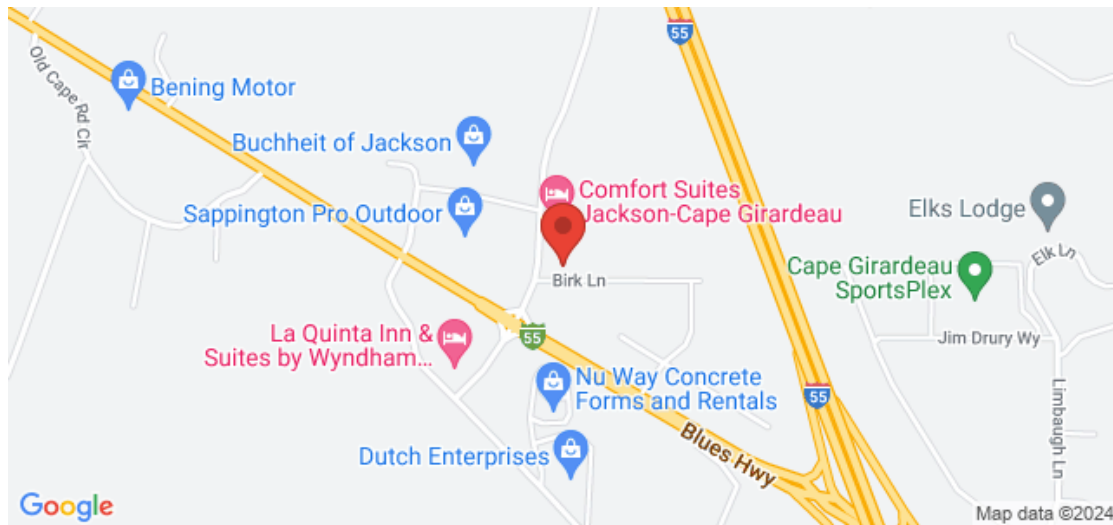 55
Old Cape Rd Cir
Bening Motor
Buchheit of Jackson
Comfort Suites
Jackson-Cape Girardeau
Sappington Pro Outdoor
Elks Lodge
Elk Ln
Cape Girardeau
SportsPlex
Birk Ln
55
Jim Drury Wy
La Quinta Inn &
Suites by Wyndham...
Nu Way Concrete
Forms and Rentals
55
Limbaugh Ln
Blues Hwy
Dutch Enterprises
Google
Map data ©2024